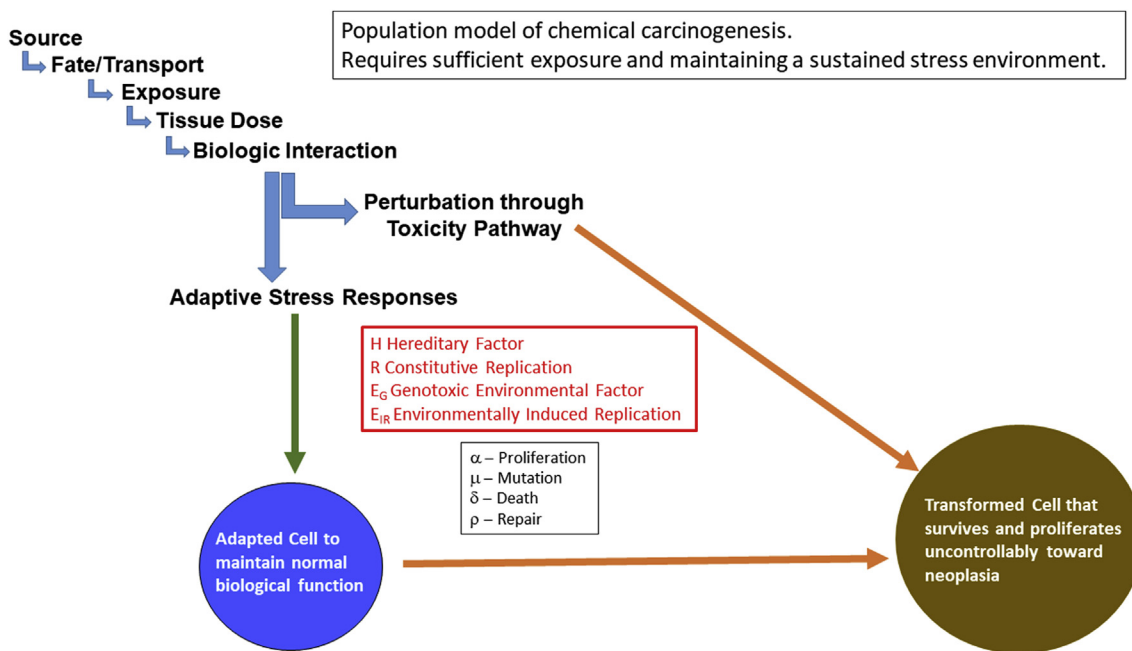 Population model of chemical carcinogenesis.
Requires sufficient exposure and maintaining a sustained stress environment.
Source
Fate/Transport
Exposure
Tissue Dose
Biologic Interaction
Perturbation through
Toxicity Pathway
Adaptive Stress Responses
H Hereditary Factor
R Constitutive Replication
EG Genotoxic Environmental Factor
EIR Environmentally Induced Replication
α – Proliferation
μ – Mutation
δ – Death
ρ – Repair
Adapted Cell to
maintain normal
biological function
Transformed Cell that
survives and proliferates
uncontrollably toward
neoplasia